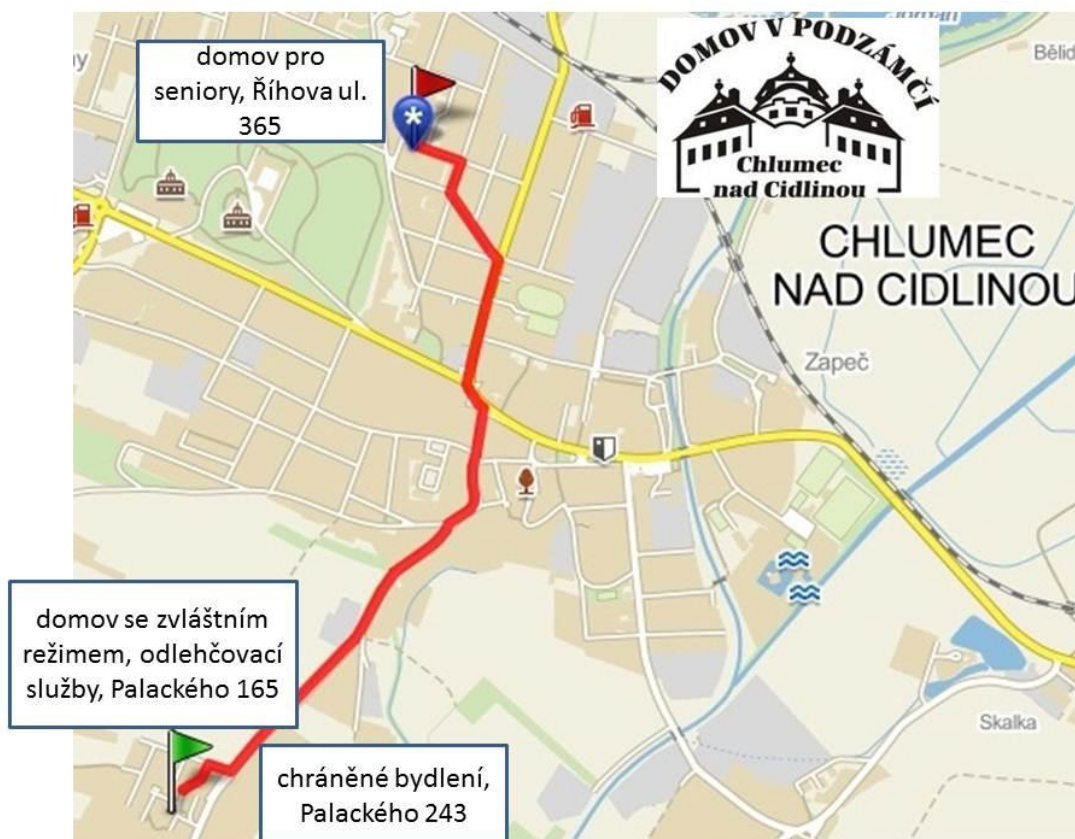 domov pro
seniory, Říhova ul.
365
DOMOV V PODZÁMČÍ
Chlumec
nad Cidlinou
CHLUMEC
NAD CIDLINOU
Zapeč
domov se zvláštním
režimem, odlehčovací
služby, Palackého 165
Skalka
chráněné bydlení,
Palackého 243